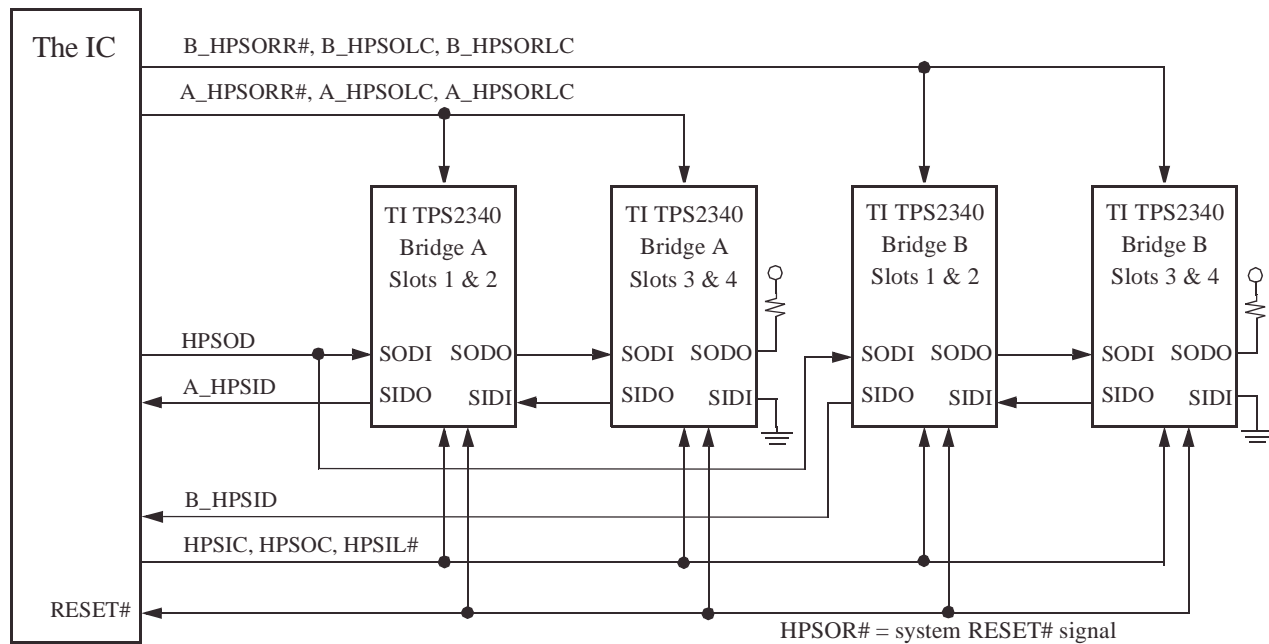 The IC
B_HPSORR#, B_HPSOLC, B_HPSORLC
A_HPSORR#, A_HPSOLC, A_HPSORLC
TI TPS2340
Bridge A
Slots 1 & 2
SODI SODO
SIDO SIDI
TI TPS2340
Bridge A
Slots 3 & 4
SODI SODO
SIDO SIDI
TI TPS2340
Bridge B
Slots 1 & 2
SODI SODO
SIDO SIDI
TI TPS2340
Bridge B
Slots 3 & 4
SODI SODO
SIDO SIDI
HPSOD
A_HPSID
B_HPSID
HPSIC, HPSOC, HPSIL#
RESET#
HPSOR# = system RESET# signal